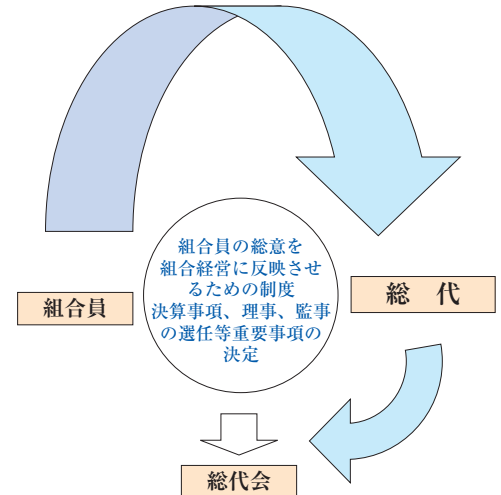 組合員の総意を
組合経営に反映させ
るための制度
決算事項、理事、監事
の選任等重要事項の
決定
組合員
総　代
総代会